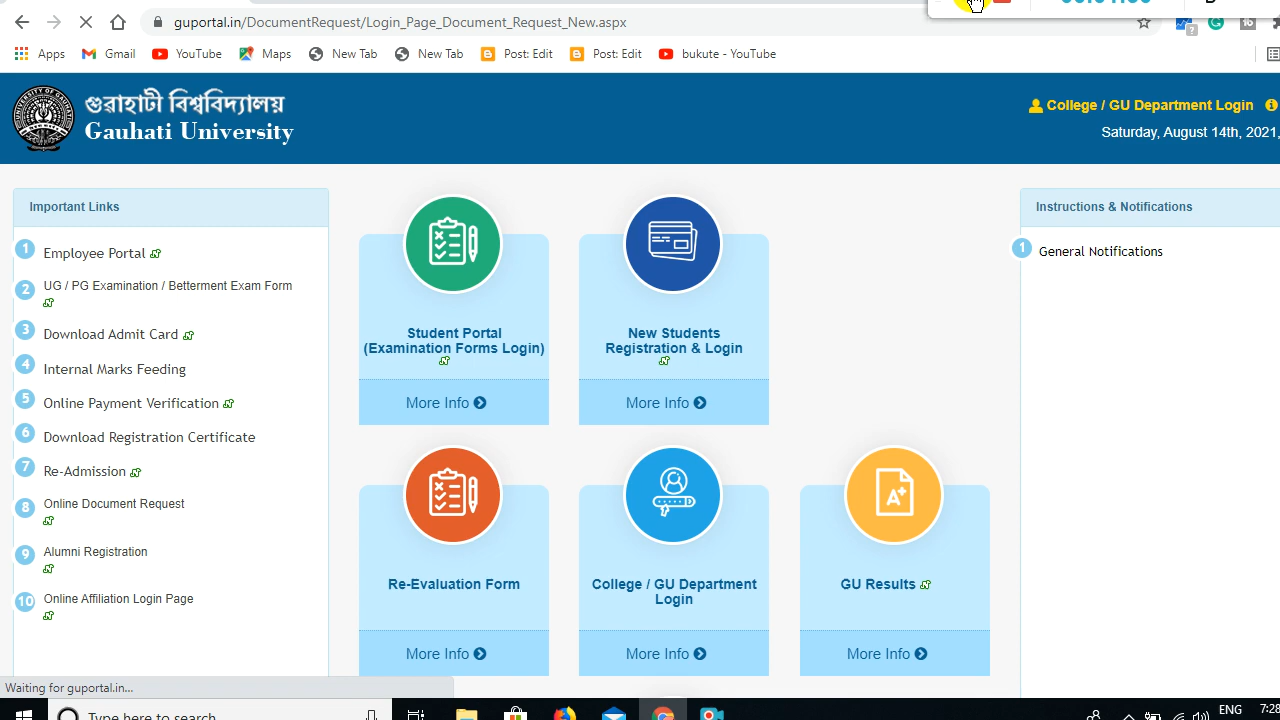 guportal.in/DocumentRequest/Login_Page_Document_Request_New.aspx
Apps
Gmail
YouTube
Maps
New Tab
New Tab
Post: Edit
Post: Edit
bukute - YouTube
গুৱাহাটী বিশ্ববিদ্যালয়
Gauhati University
College / GU Department Login
Saturday, August 14th, 2021,
Important Links
1
Employee Portal
2
UG / PG Examination / Betterment Exam Form
3
Download Admit Card
4
Internal Marks Feeding
5
Online Payment Verification
6
Download Registration Certificate
7
Re-Admission
8
Online Document Request
9
Alumni Registration
10
Online Affiliation Login Page
Student Portal
(Examination Forms Login)
More Info
New Students
Registration & Login
More Info
Re-Evaluation Form
More Info
College / GU Department
Login
More Info
A+
GU Results
More Info
Instructions & Notifications
1
General Notifications
Waiting for guportal.in...
Type here to search
ENG
7:28